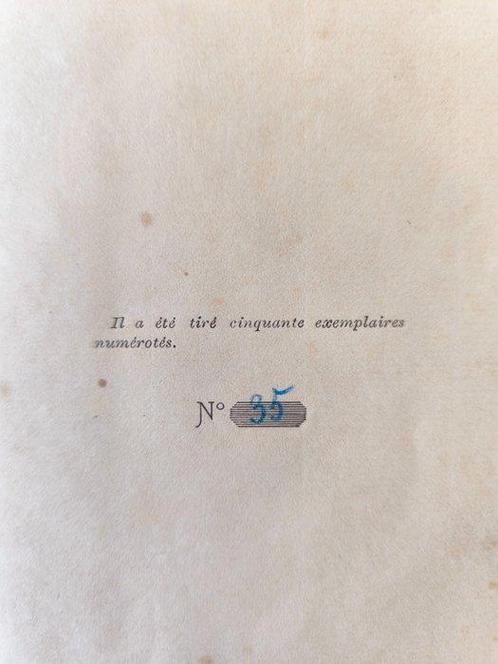 Il a été tiré cinquante exemplaires
numérotés.
N° 35